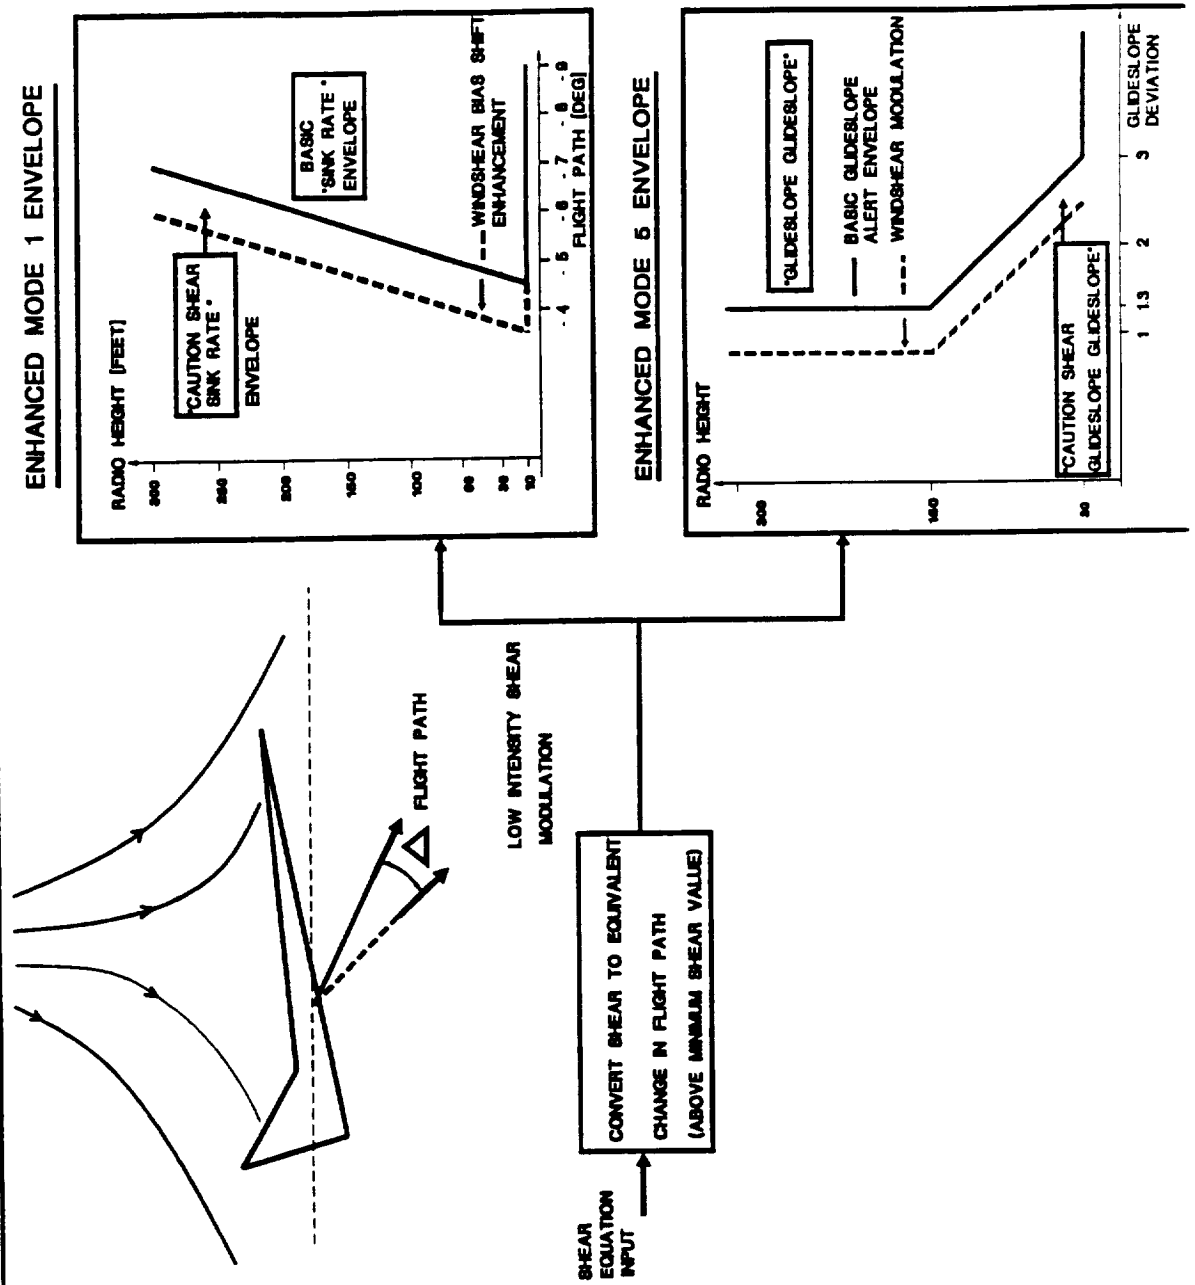 ENHANCED MODE 1 ENVELOPE
RADIO HEIGHT [FEET]
300
250
200
150
100
50
30
10
"CAUTION SHEAR
SINK RATE"
ENVELOPE
BASIC
"SINK RATE"
ENVELOPE
WINDSHEAR BIAS SHIFT
ENHANCEMENT
-4
-5
-6
-7
-8
-9
FLIGHT PATH [DEG]
FLIGHT PATH
LOW INTENSITY SHEAR
MODULATION
SHEAR
EQUATION
INPUT
CONVERT SHEAR TO EQUIVALENT
CHANGE IN FLIGHT PATH
(ABOVE MINIMUM SHEAR VALUE)
ENHANCED MODE 5 ENVELOPE
RADIO HEIGHT
300
150
30
"GLIDESLOPE GLIDESLOPE"
BASIC GLIDESLOPE
ALERT ENVELOPE
WINDSHEAR MODULATION
"CAUTION SHEAR
GLIDESLOPE GLIDESLOPE"
1
1.3
2
3
GLIDESLOPE
DEVIATION